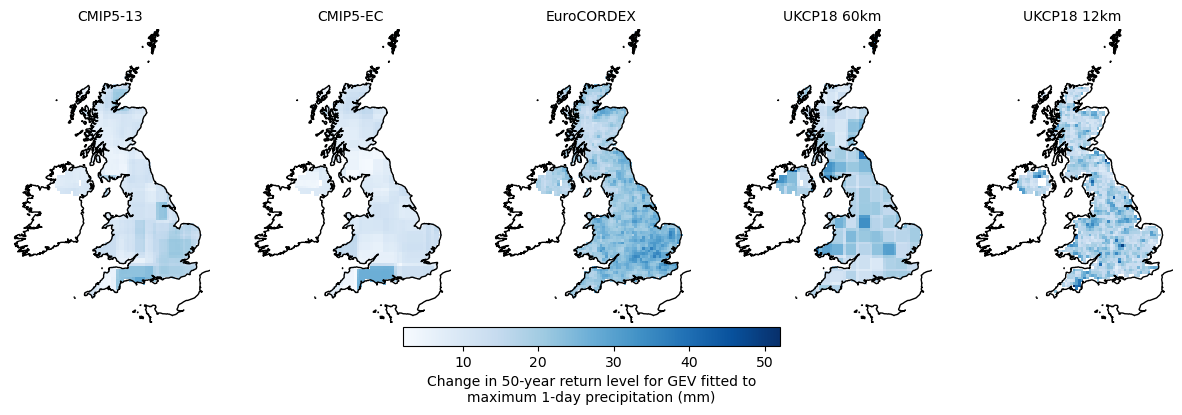 CMIP5-13
CMIP5-EC
EuroCORDEX
UKCP18 60km
UKCP18 12km
10
20
30
40
50
Change in 50-year return level for GEV fitted to
maximum 1-day precipitation (mm)